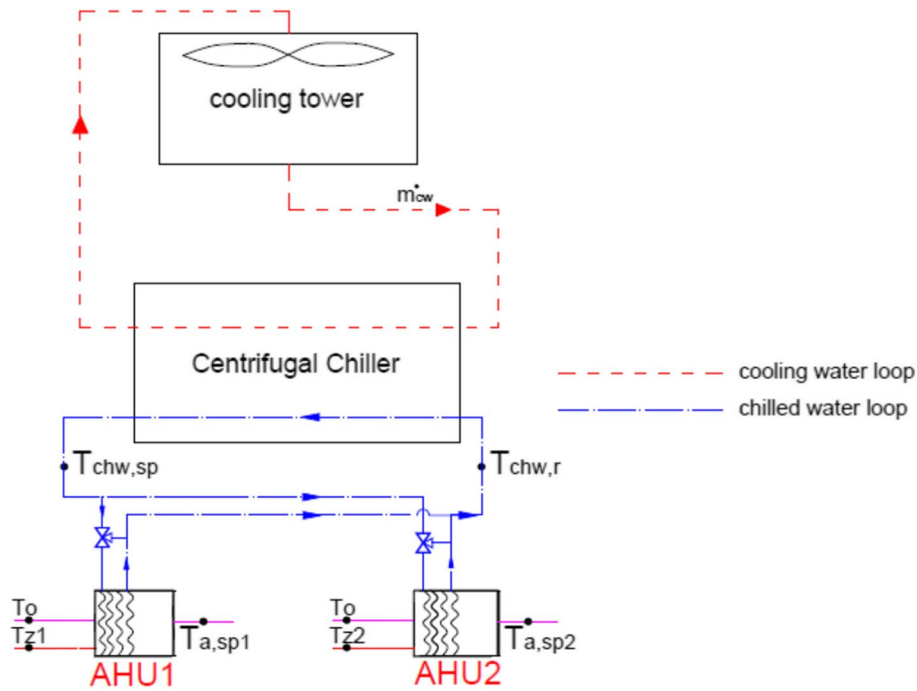 cooling tower
ṁcw
Centrifugal Chiller
cooling water loop
chilled water loop
Tchw,sp
Tchw,r
To
Tz1
Ta,sp1
AHU1
To
Tz2
Ta,sp2
AHU2